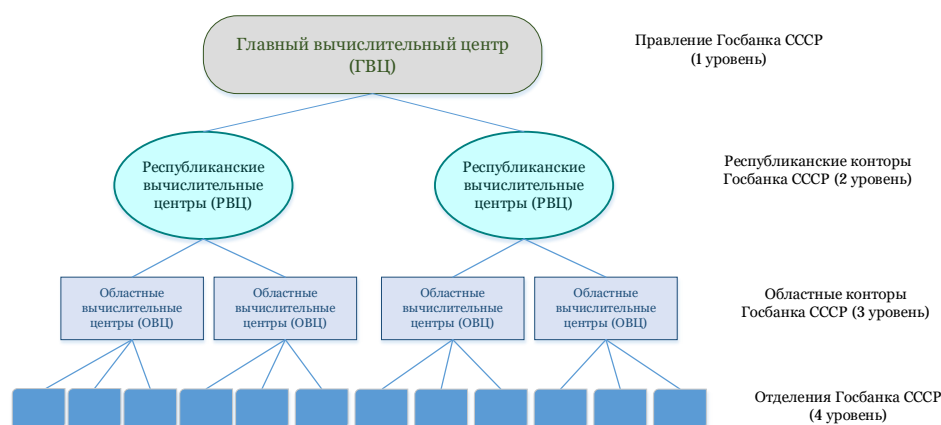 Главный вычислительный центр
(ГВЦ)
Правление Госбанка СССР
(1 уровень)
Республиканские
вычислительные
центры (РВЦ)
Республиканские
вычислительные
центры (РВЦ)
Республиканские конторы
Госбанка СССР (2 уровень)
Областные
вычислительные
центры (ОВЦ)
Областные
вычислительные
центры (ОВЦ)
Областные
вычислительные
центры (ОВЦ)
Областные
вычислительные
центры (ОВЦ)
Областные конторы
Госбанка СССР (3 уровень)
Отделения Госбанка СССР
(4 уровень)